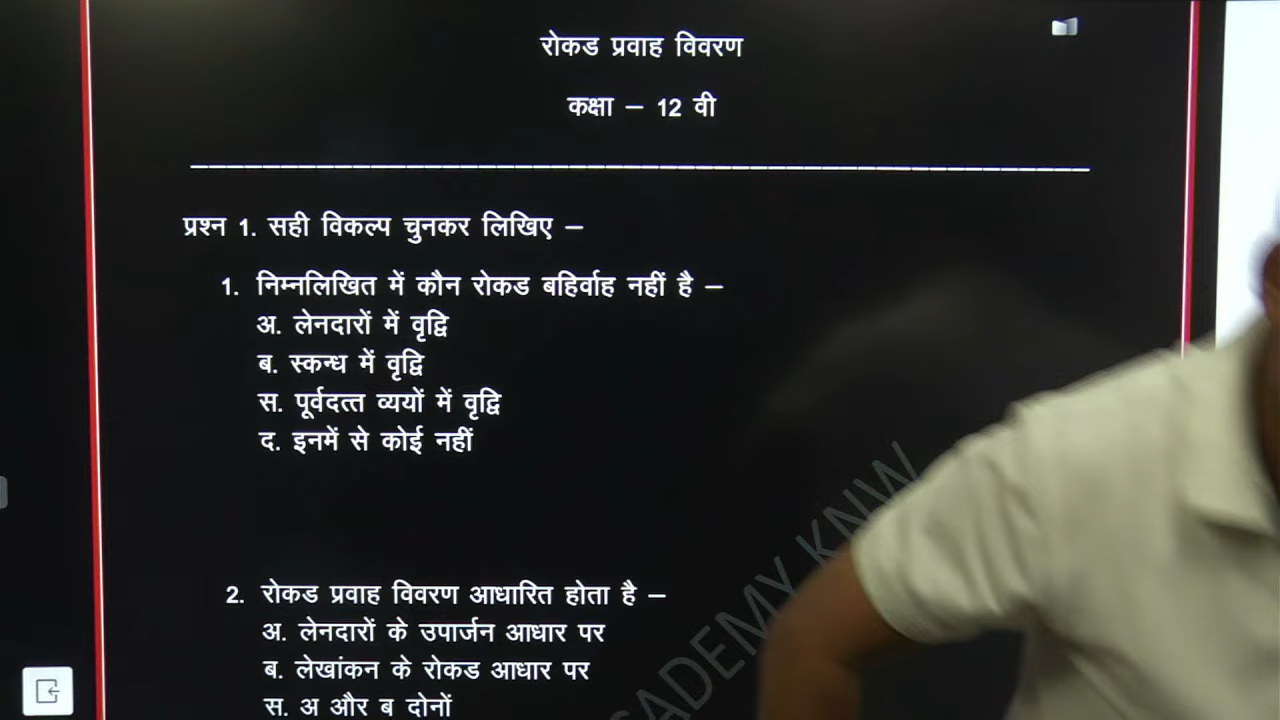 रोकड प्रवाह विवरण
कक्षा – 12 वी
प्रश्न 1. सही विकल्प चुनकर लिखिए –
1. निम्नलिखित में कौन रोकड बहिर्वाह नहीं है –
अ. लेनदारों में वृद्वि
ब. स्कन्ध में वृद्वि
स. पूर्वदत्त व्ययों में वृद्वि
द. इनमें से कोई नहीं
2. रोकड प्रवाह विवरण आधारित होता है –
अ. लेनदारों के उपार्जन आधार पर
ब. लेखांकन के रोकड आधार पर
स. अ और ब दोनों